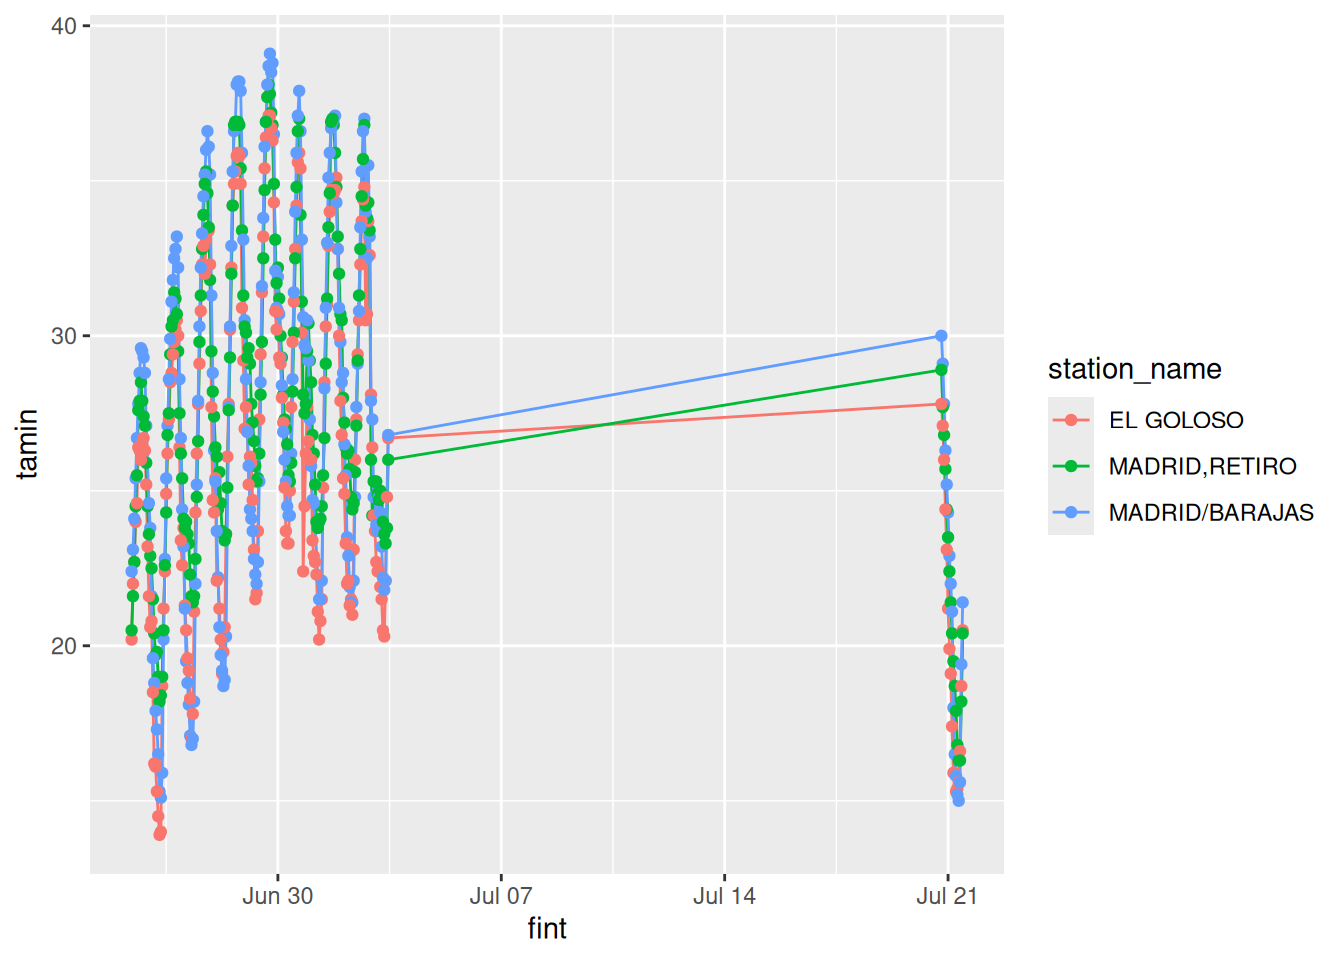 40
30
20
tamin
Jun 30
Jul 07
Jul 14
Jul 21
fint
station_name
EL GOLOSO
MADRID,RETIRO
MADRID/BARAJAS